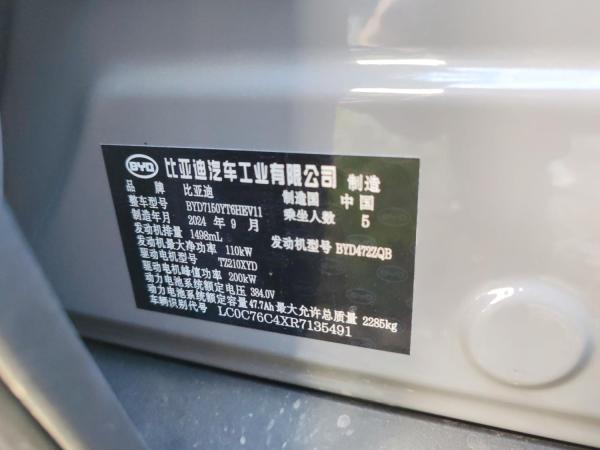 BYD 比亚迪汽车工业有限公司 制造
品牌 比亚迪 制造国 中国
整车型号 BYD7150YT6HEV11 乘坐人数 5
制造年月 2024 年 9 月
发动机排量 1498mL 发动机型号 BYD472ZQB
发动机最大净功率 110kW
驱动电机型号 TZ210XYD
驱动电机峰值功率 200kW
动力电池系统额定电压 384.0V
动力电池系统额定容量 47.7Ah 最大允许总质量 2285kg
车辆识别代号 LC0C76C4XR7135491